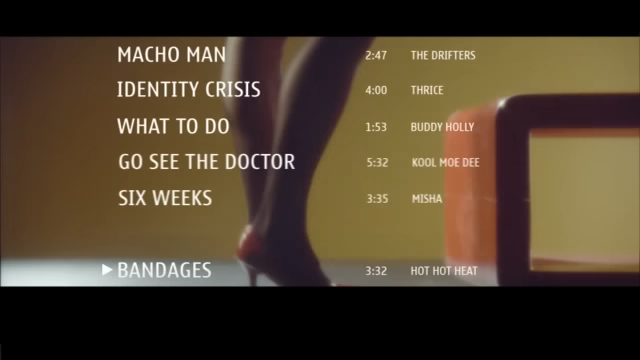 MACHO MAN 2:47 THE DRIFTERS
IDENTITY CRISIS 4:00 THRICE
WHAT TO DO 1:53 BUDDY HOLLY
GO SEE THE DOCTOR 5:32 KOOL MOE DEE
SIX WEEKS 3:35 MISHA
BANDAGES 3:32 HOT HOT HEAT